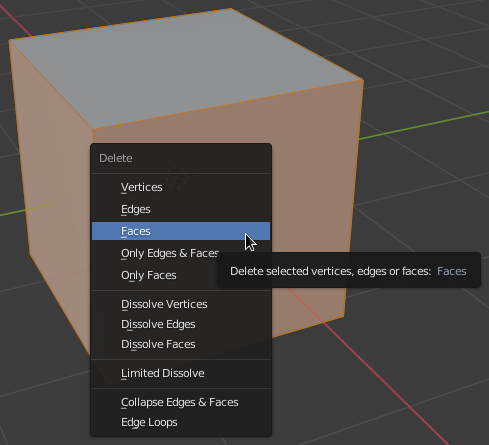 Delete
Vertices
Edges
Faces
Only Edges & Faces
Only Faces
Delete selected vertices, edges or faces: Faces
Dissolve Vertices
Dissolve Edges
Dissolve Faces
Limited Dissolve
Collapse Edges & Faces
Edge Loops